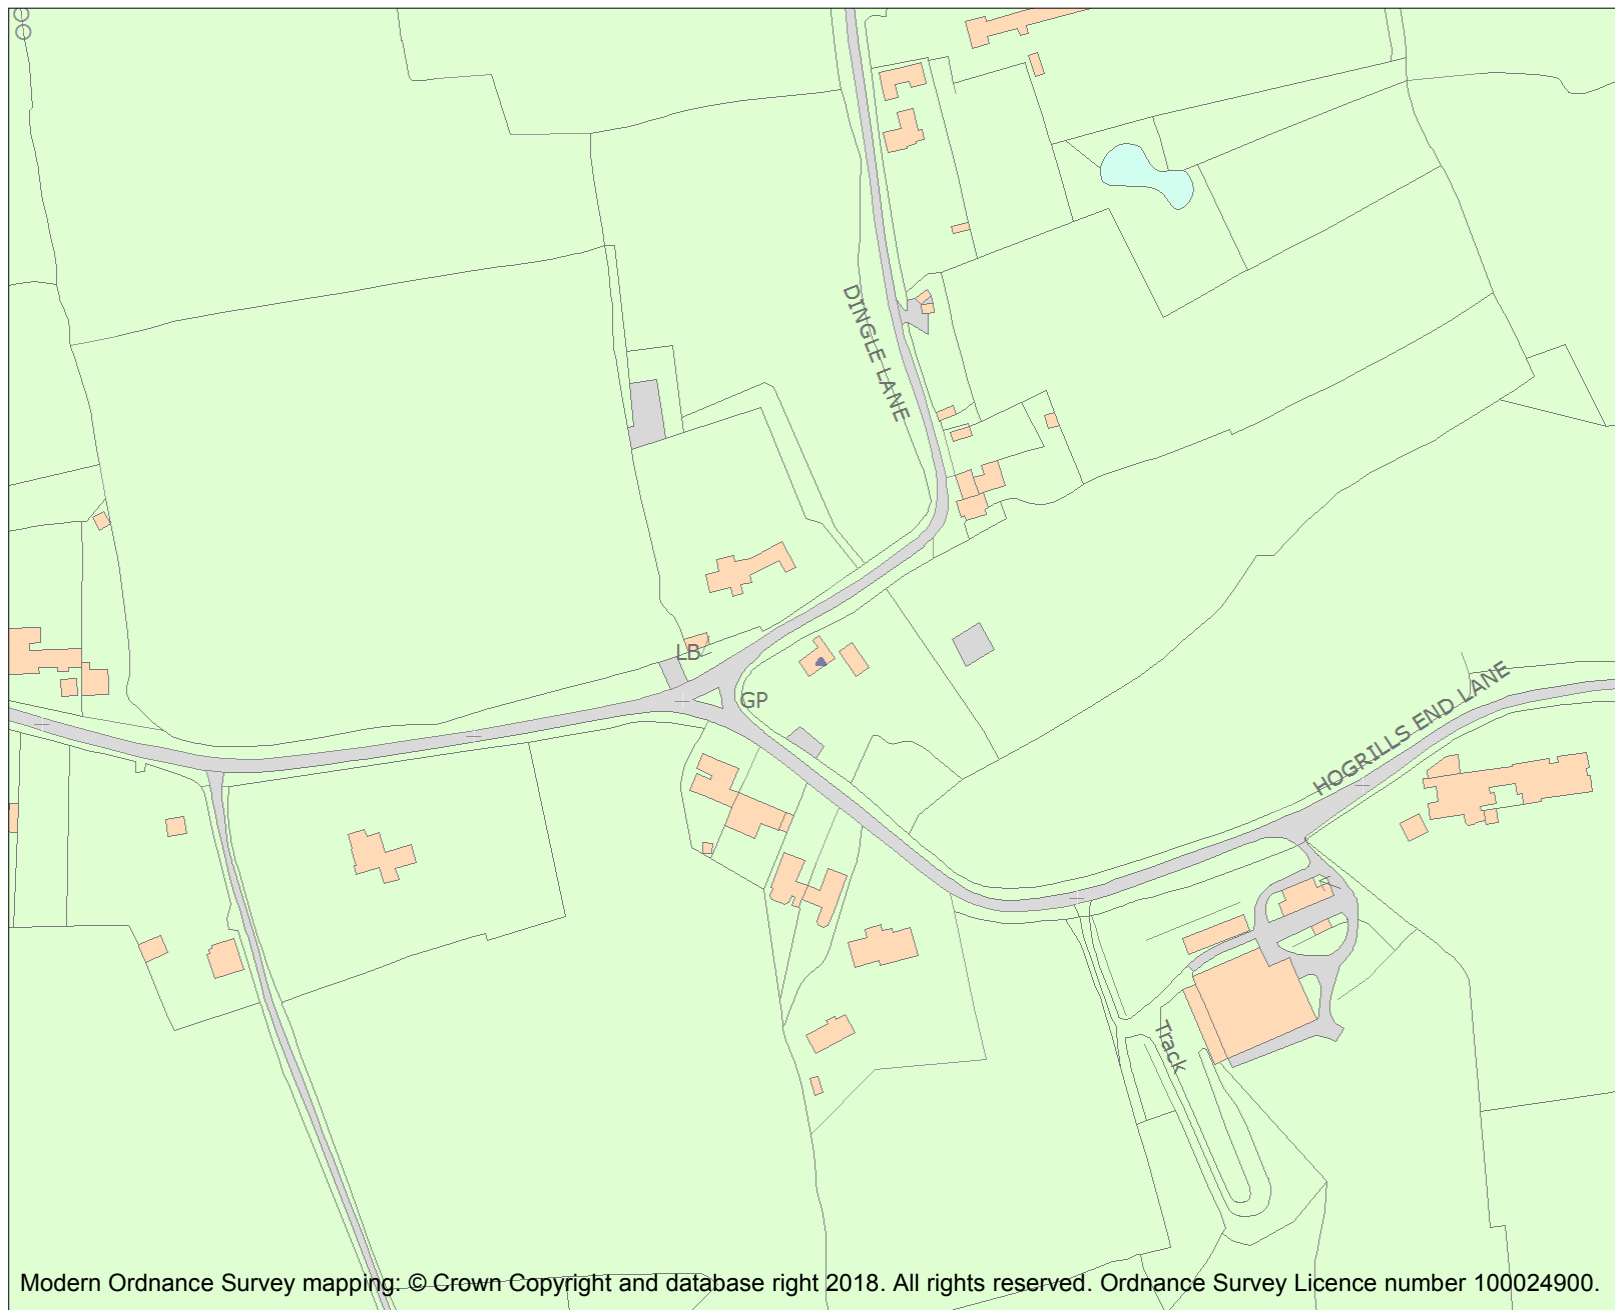 DINGLE LANE
LB
GP
HOGRILLS END LANE
Track
Modern Ordnance Survey mapping: © Crown Copyright and database right 2018. All rights reserved. Ordnance Survey Licence number 100024900.